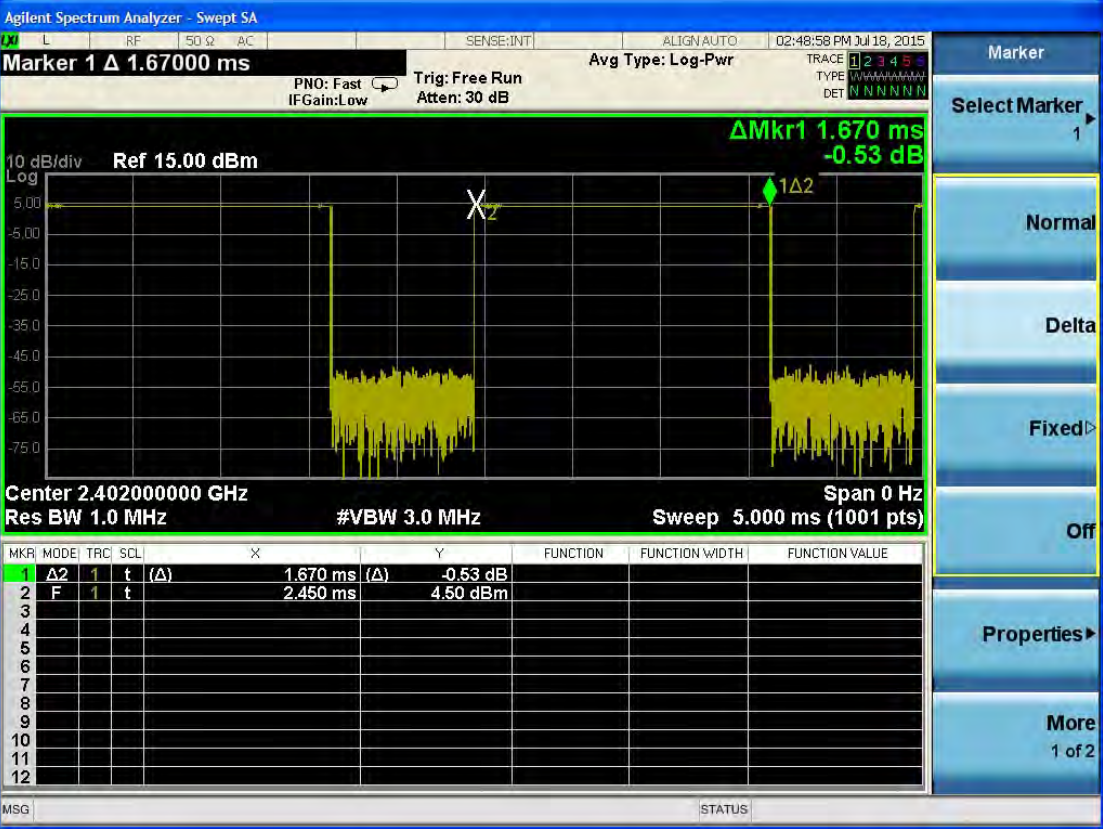 Agilent Spectrum Analyzer - Swept SA
LXI L RF 50 Ω AC SENSE:INT ALIGN AUTO 02:48:58 PM Jul 18, 2015
Marker 1 Δ 1.67000 ms
PNO: Fast
IFGain:Low
Trig: Free Run
Atten: 30 dB
Avg Type: Log-Pwr
TRACE 1 2 3 4 5 6
TYPE
DET N N N N N N
ΔMkr1 1.670 ms
-0.53 dB
10 dB/div Ref 15.00 dBm
Log
5.00
-5.00
-15.0
-25.0
-35.0
-45.0
-55.0
-65.0
-75.0
2
1Δ2
Center 2.402000000 GHz Span 0 Hz
Res BW 1.0 MHz #VBW 3.0 MHz Sweep 5.000 ms (1001 pts)
MKR MODE TRC SCL X Y FUNCTION FUNCTION WIDTH FUNCTION VALUE
1 Δ2 1 t (Δ) 1.670 ms (Δ) -0.53 dB
2 F 1 t 2.450 ms 4.50 dBm
3
4
5
6
7
8
9
10
11
12
MSG STATUS
Marker
Select Marker
1
Normal
Delta
Fixed
Off
Properties
More
1 of 2